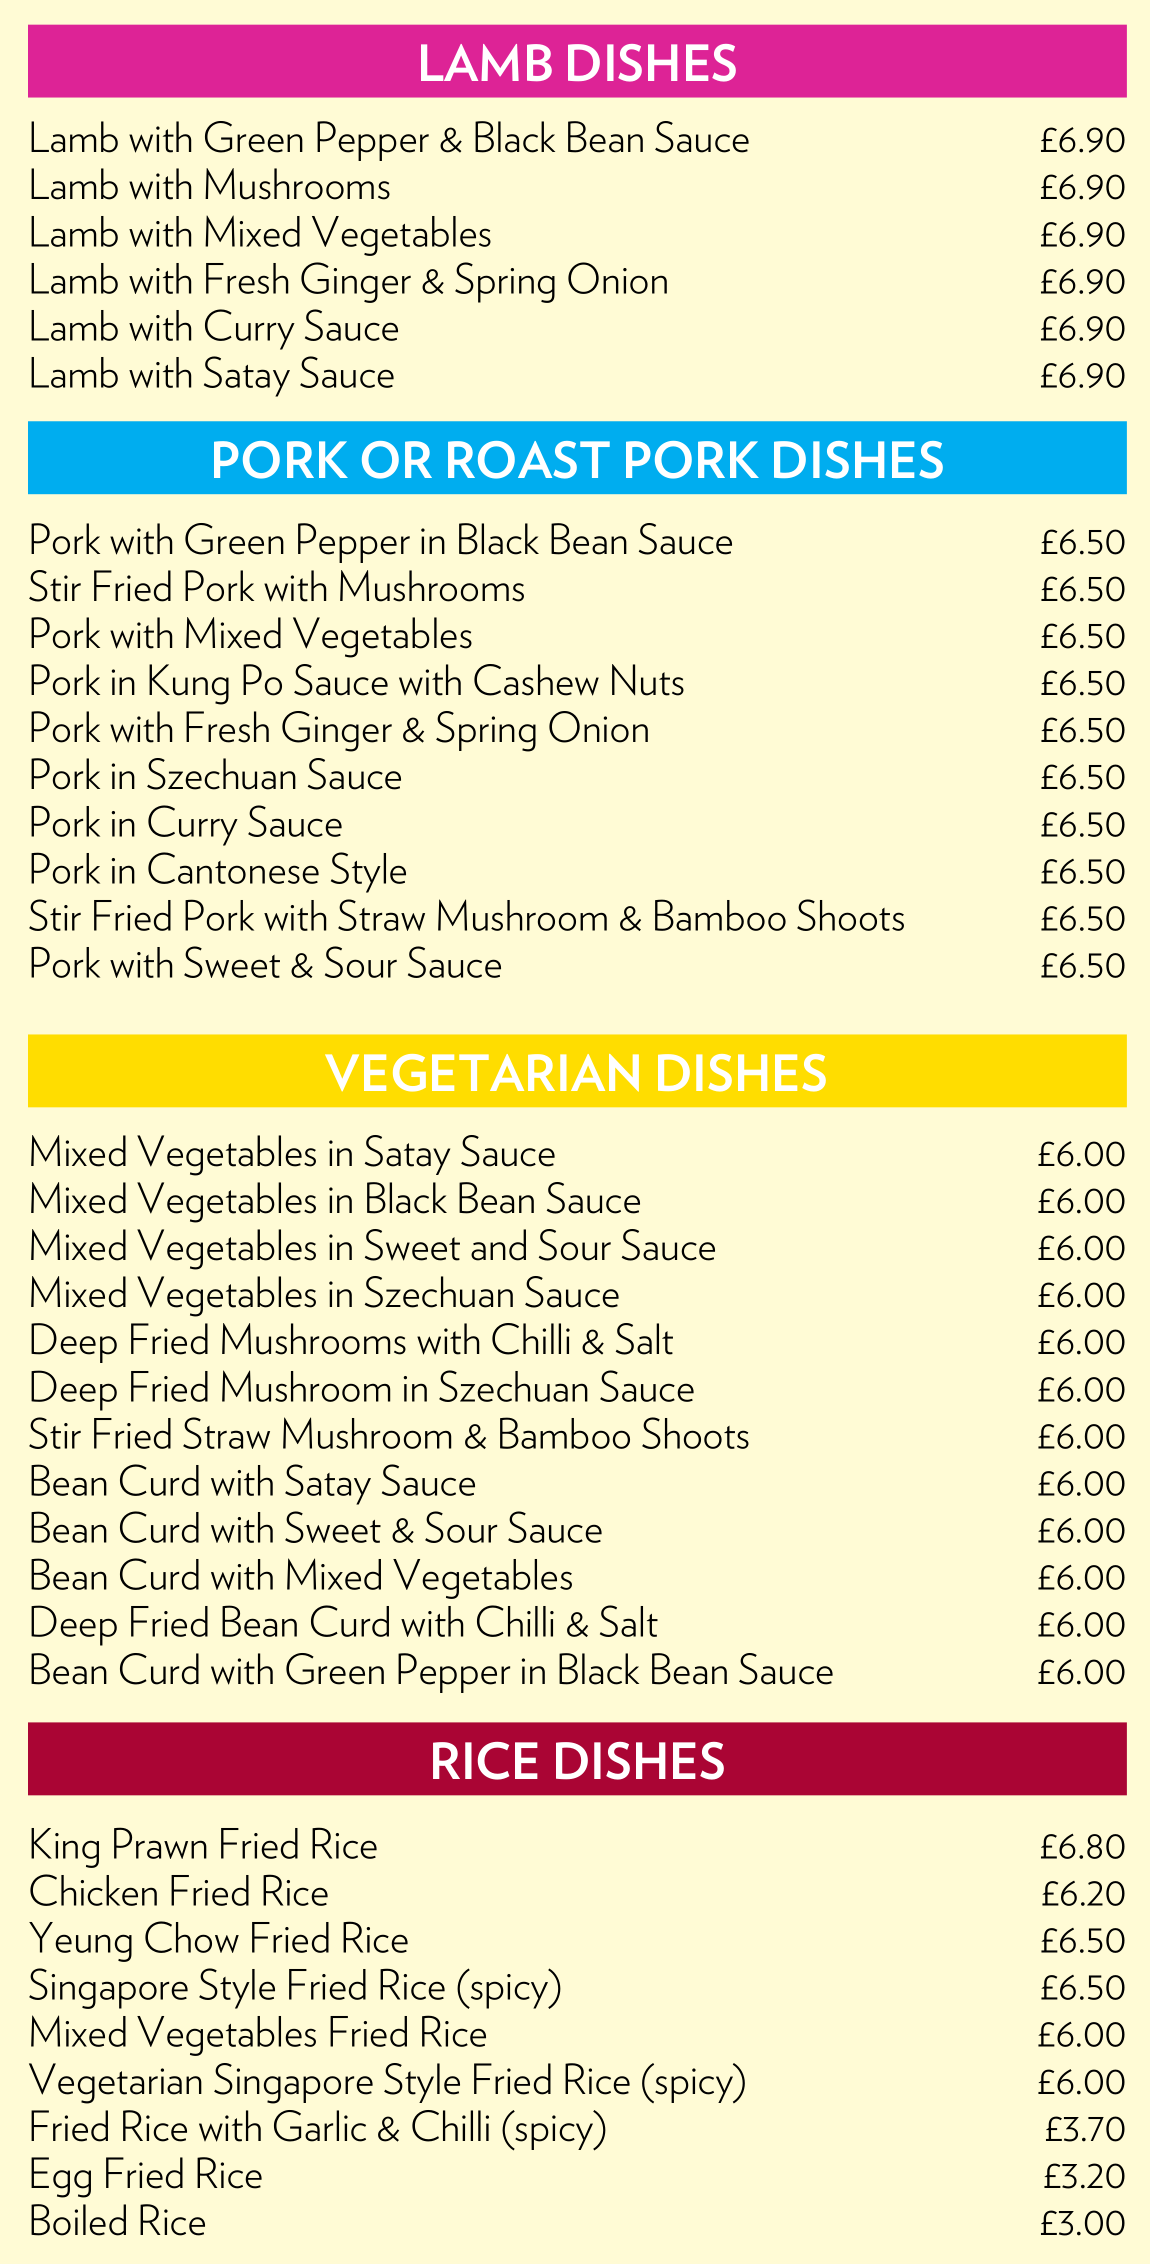 LAMB DISHES
Lamb with Green Pepper & Black Bean Sauce £6.90
Lamb with Mushrooms £6.90
Lamb with Mixed Vegetables £6.90
Lamb with Fresh Ginger & Spring Onion £6.90
Lamb with Curry Sauce £6.90
Lamb with Satay Sauce £6.90
PORK OR ROAST PORK DISHES
Pork with Green Pepper in Black Bean Sauce £6.50
Stir Fried Pork with Mushrooms £6.50
Pork with Mixed Vegetables £6.50
Pork in Kung Po Sauce with Cashew Nuts £6.50
Pork with Fresh Ginger & Spring Onion £6.50
Pork in Szechuan Sauce £6.50
Pork in Curry Sauce £6.50
Pork in Cantonese Style £6.50
Stir Fried Pork with Straw Mushroom & Bamboo Shoots £6.50
Pork with Sweet & Sour Sauce £6.50
VEGETARIAN DISHES
Mixed Vegetables in Satay Sauce £6.00
Mixed Vegetables in Black Bean Sauce £6.00
Mixed Vegetables in Sweet and Sour Sauce £6.00
Mixed Vegetables in Szechuan Sauce £6.00
Deep Fried Mushrooms with Chilli & Salt £6.00
Deep Fried Mushroom in Szechuan Sauce £6.00
Stir Fried Straw Mushroom & Bamboo Shoots £6.00
Bean Curd with Satay Sauce £6.00
Bean Curd with Sweet & Sour Sauce £6.00
Bean Curd with Mixed Vegetables £6.00
Deep Fried Bean Curd with Chilli & Salt £6.00
Bean Curd with Green Pepper in Black Bean Sauce £6.00
RICE DISHES
King Prawn Fried Rice £6.80
Chicken Fried Rice £6.20
Yeung Chow Fried Rice £6.50
Singapore Style Fried Rice (spicy) £6.50
Mixed Vegetables Fried Rice £6.00
Vegetarian Singapore Style Fried Rice (spicy) £6.00
Fried Rice with Garlic & Chilli (spicy) £3.70
Egg Fried Rice £3.20
Boiled Rice £3.00